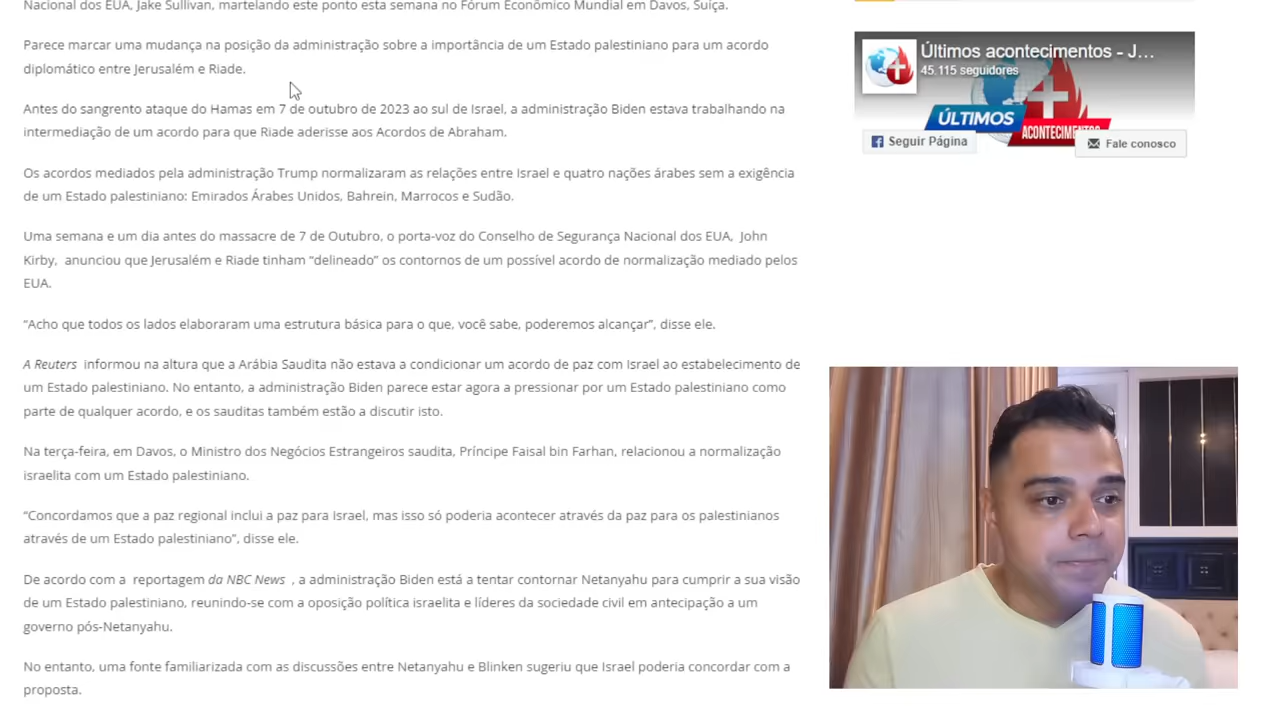 Nacional dos EUA, Jake Sullivan, martelando este ponto esta semana no Fórum Econômico Mundial em Davos, Suíça.
Parece marcar uma mudança na posição da administração sobre a importância de um Estado palestiniano para um acordo
diplomático entre Jerusalém e Riade.
Antes do sangrento ataque do Hamas em 7 de outubro de 2023 ao sul de Israel, a administração Biden estava trabalhando na
intermediação de um acordo para que Riade aderisse aos Acordos de Abraham.
Os acordos mediados pela administração Trump normalizaram as relações entre Israel e quatro nações árabes sem a exigência
de um Estado palestiniano: Emirados Árabes Unidos, Bahrein, Marrocos e Sudão.
Uma semana e um dia antes do massacre de 7 de Outubro, o porta-voz do Conselho de Segurança Nacional dos EUA, John
Kirby, anunciou que Jerusalém e Riade tinham “delineado” os contornos de um possível acordo de normalização mediado pelos
EUA.
“Acho que todos os lados elaboraram uma estrutura básica para o que, você sabe, poderemos alcançar”, disse ele.
A Reuters informou na altura que a Arábia Saudita não estava a condicionar um acordo de paz com Israel ao estabelecimento de
um Estado palestiniano. No entanto, a administração Biden parece estar agora a pressionar por um Estado palestiniano como
parte de qualquer acordo, e os sauditas também estão a discutir isto.
Na terça-feira, em Davos, o Ministro dos Negócios Estrangeiros saudita, Príncipe Faisal bin Farhan, relacionou a normalização
israelita com um Estado palestiniano.
“Concordamos que a paz regional inclui a paz para Israel, mas isso só poderia acontecer através da paz para os palestinianos
através de um Estado palestiniano”, disse ele.
De acordo com a reportagem da NBC News , a administração Biden está a tentar contornar Netanyahu para cumprir a sua visão
de um Estado palestiniano, reunindo-se com a oposição política israelita e líderes da sociedade civil em antecipação a um
governo pós-Netanyahu.
No entanto, uma fonte familiarizada com as discussões entre Netanyahu e Blinken sugeriu que Israel poderia concordar com a
proposta.
Últimos acontecimentos - J...
45.115 seguidores
ÚLTIMOS
ACONTECIMENTOS
Seguir Página
Fale conosco